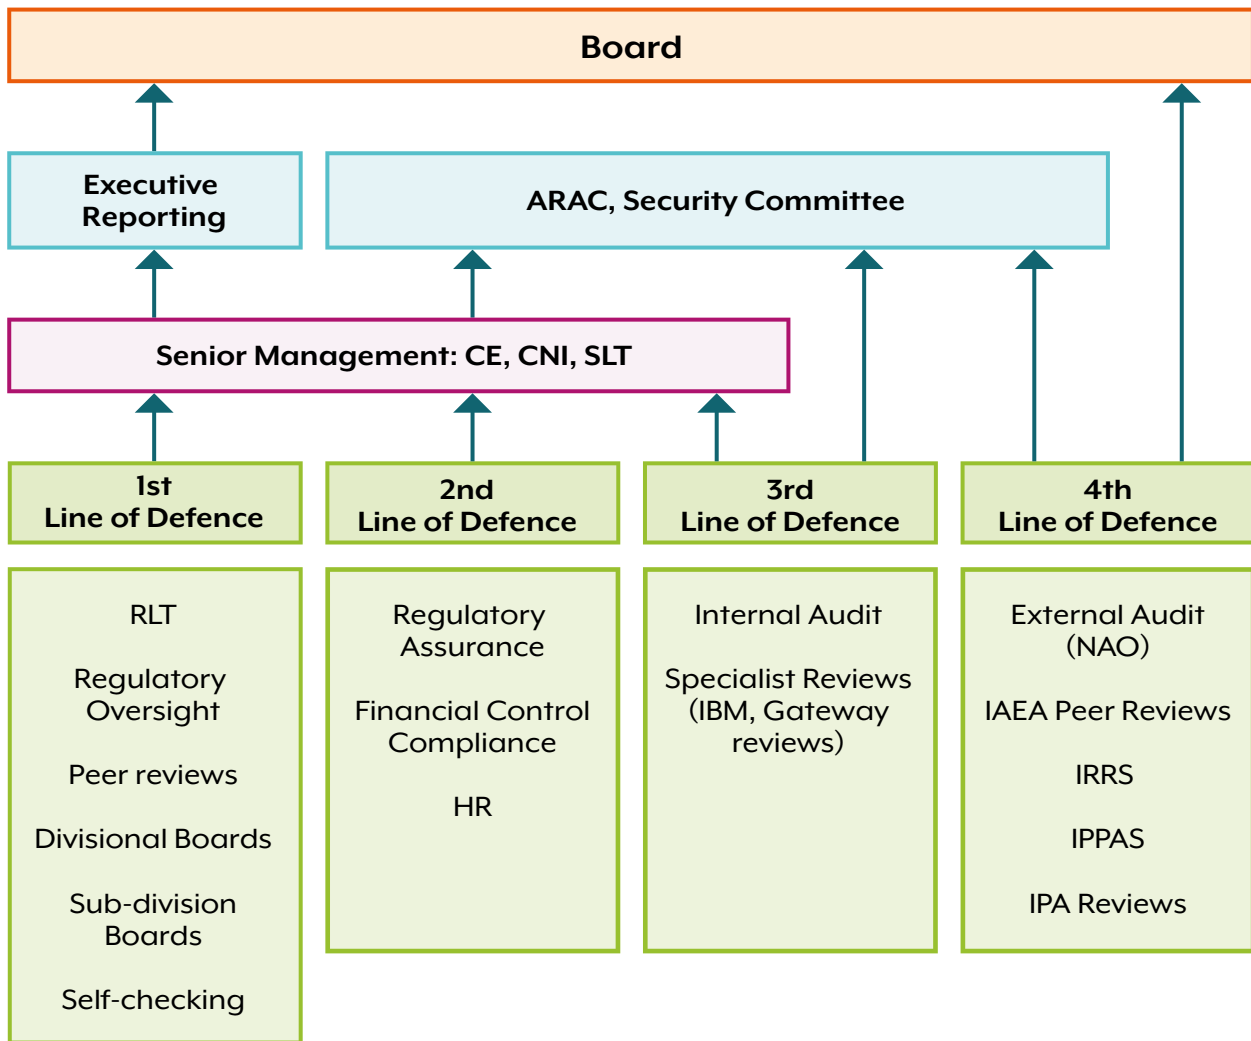 Board
Executive
Reporting
ARAC, Security Committee
Senior Management: CE, CNI, SLT
1st
Line of Defence
2nd
Line of Defence
3rd
Line of Defence
4th
Line of Defence
RLT
Regulatory
Oversight
Peer reviews
Divisional Boards
Sub-division
Boards
Self-checking
Regulatory
Assurance
Financial Control
Compliance
HR
Internal Audit
Specialist Reviews
(IBM, Gateway
reviews)
External Audit
(NAO)
IAEA Peer Reviews
IRRS
IPPAS
IPA Reviews